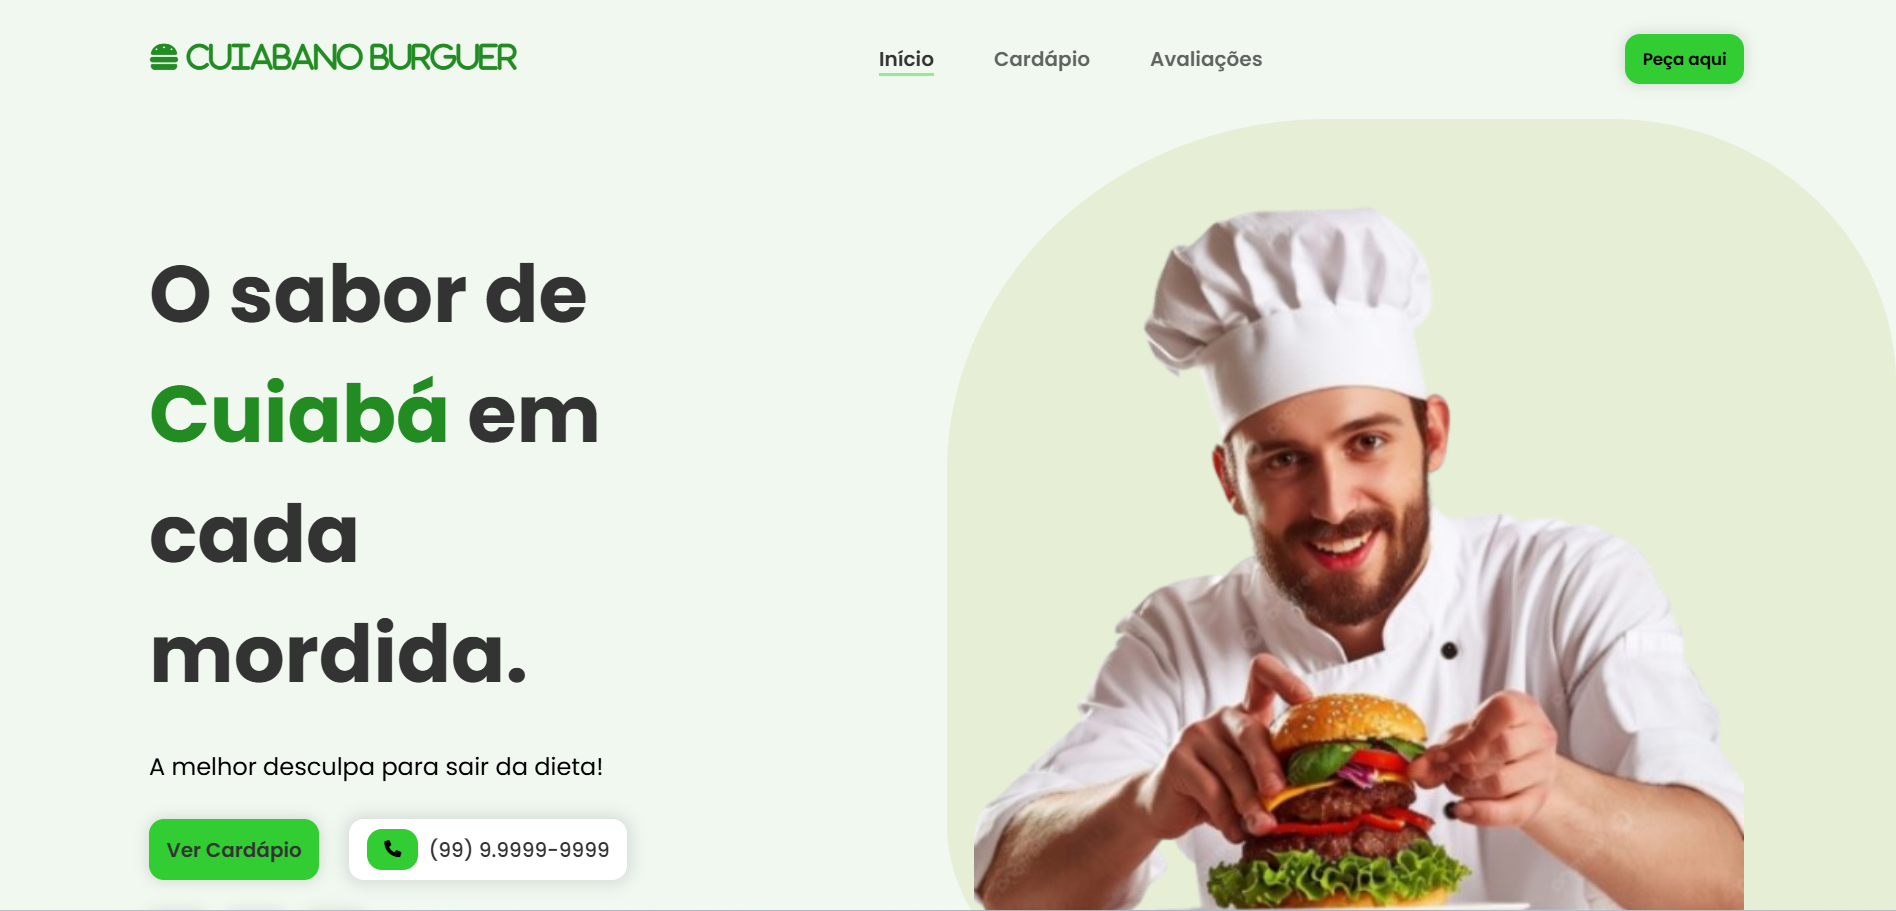 CUIABANO BURGUER
Início
Cardápio
Avaliações
Peça aqui
O sabor de
Cuiabá em
cada
mordida.
A melhor desculpa para sair da dieta!
Ver Cardápio
(99) 9.9999-9999